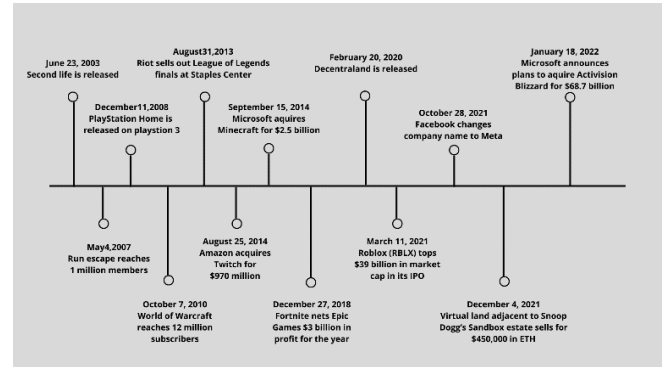 June 23, 2003
Second life is released
December11,2008
PlayStation Home is
released on playstion 3
August31,2013
Riot sells out League of Legends
finals at Staples Center
September 15, 2014
Microsoft aquires
Minecraft for $2.5 billion
February 20, 2020
Decentraland is released
October 28, 2021
Facebook changes
company name to Meta
January 18, 2022
Microsoft announces
plans to aquire Activision
Blizzard for $68.7 billion
May4,2007
Run escape reaches
1 million members
October 7, 2010
World of Warcraft
reaches 12 million
subscribers
August 25, 2014
Amazon acquires
Twitch for
$970 million
December 27, 2018
Fortnite nets Epic
Games $3 billion in
profit for the year
March 11, 2021
Roblox (RBLX) tops
$39 billion in market
cap in its IPO
December 4, 2021
Virtual land adjacent to Snoop
Dogg's Sandbox estate sells for
$450,000 in ETH